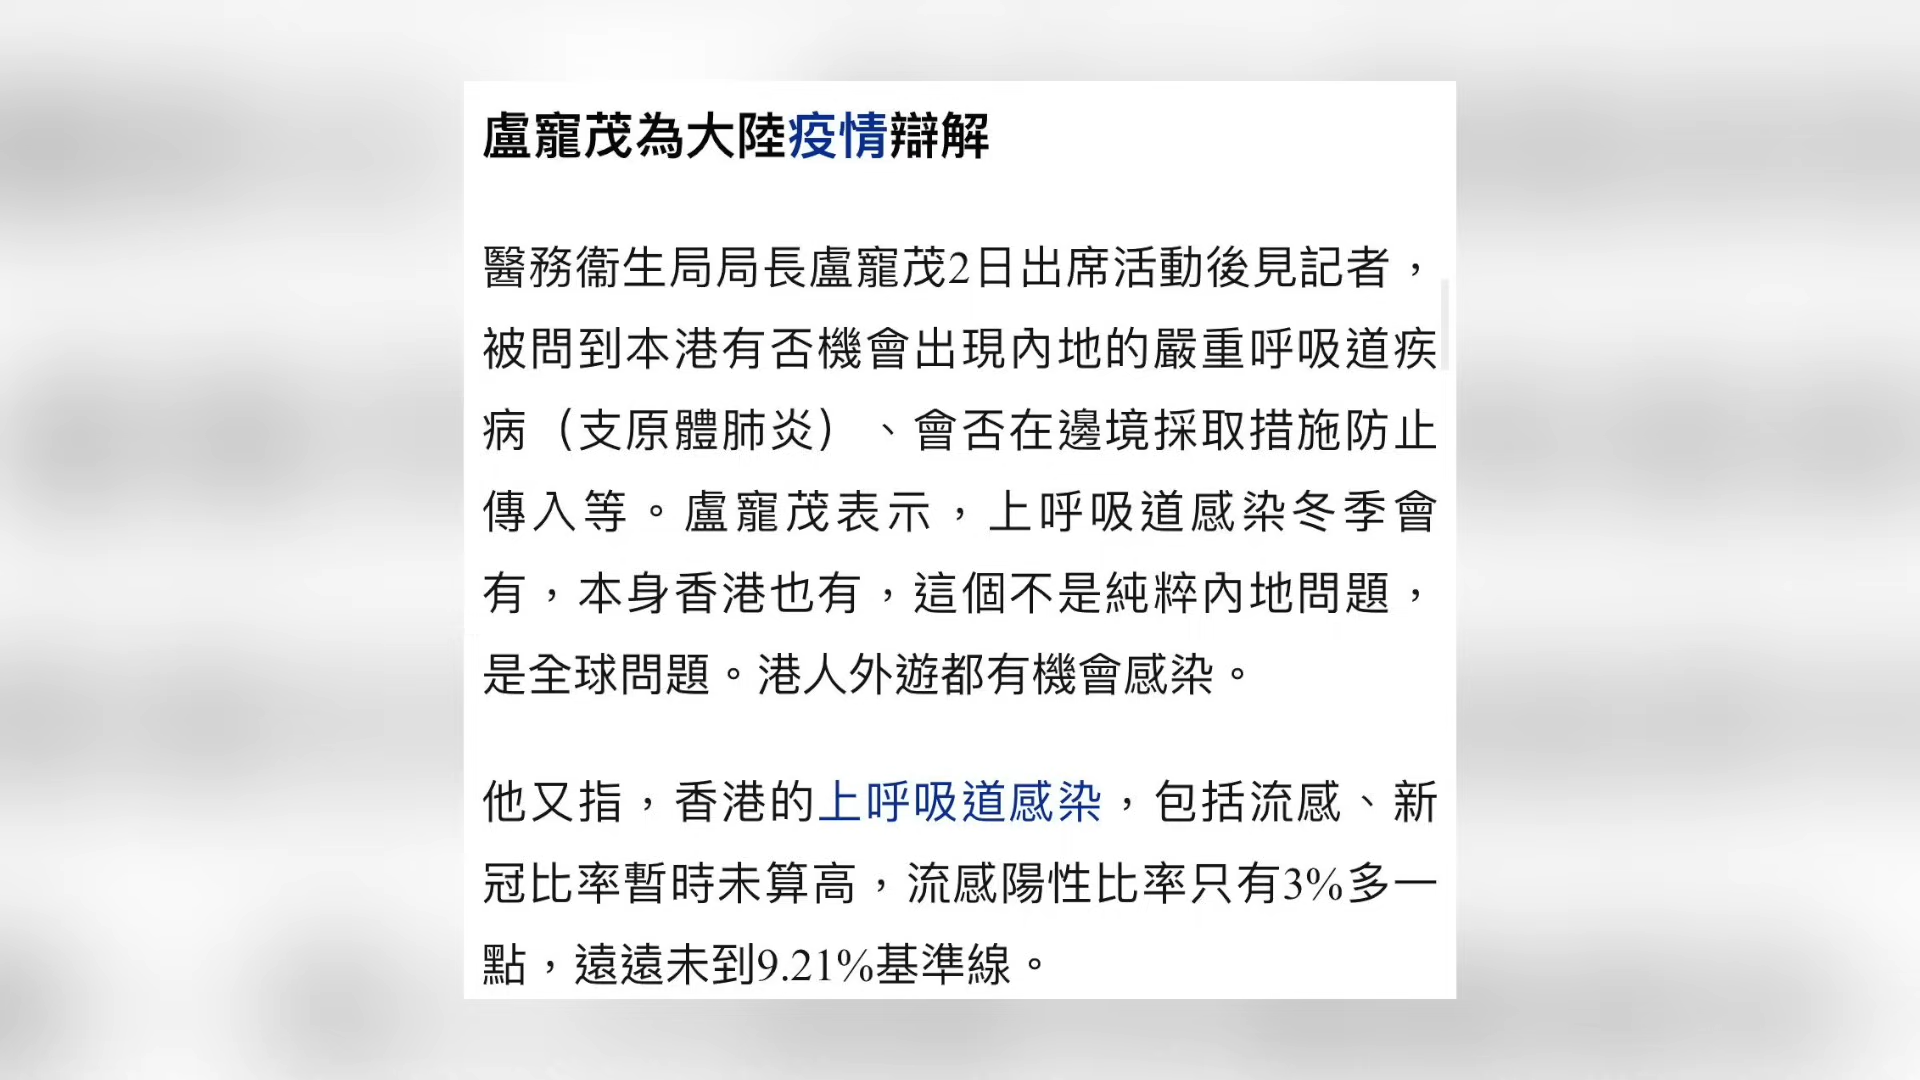 盧寵茂為大陸疫情辯解
醫務衞生局局長盧寵茂2日出席活動後見記者，
被問到本港有否機會出現內地的嚴重呼吸道疾
病（支原體肺炎）、會否在邊境採取措施防止
傳入等。盧寵茂表示，上呼吸道感染冬季會
有，本身香港也有，這個不是純粹內地問題，
是全球問題。港人外遊都有機會感染。
他又指，香港的上呼吸道感染，包括流感、新
冠比率暫時未算高，流感陽性比率只有3%多一
點，遠遠未到9.21%基準線。